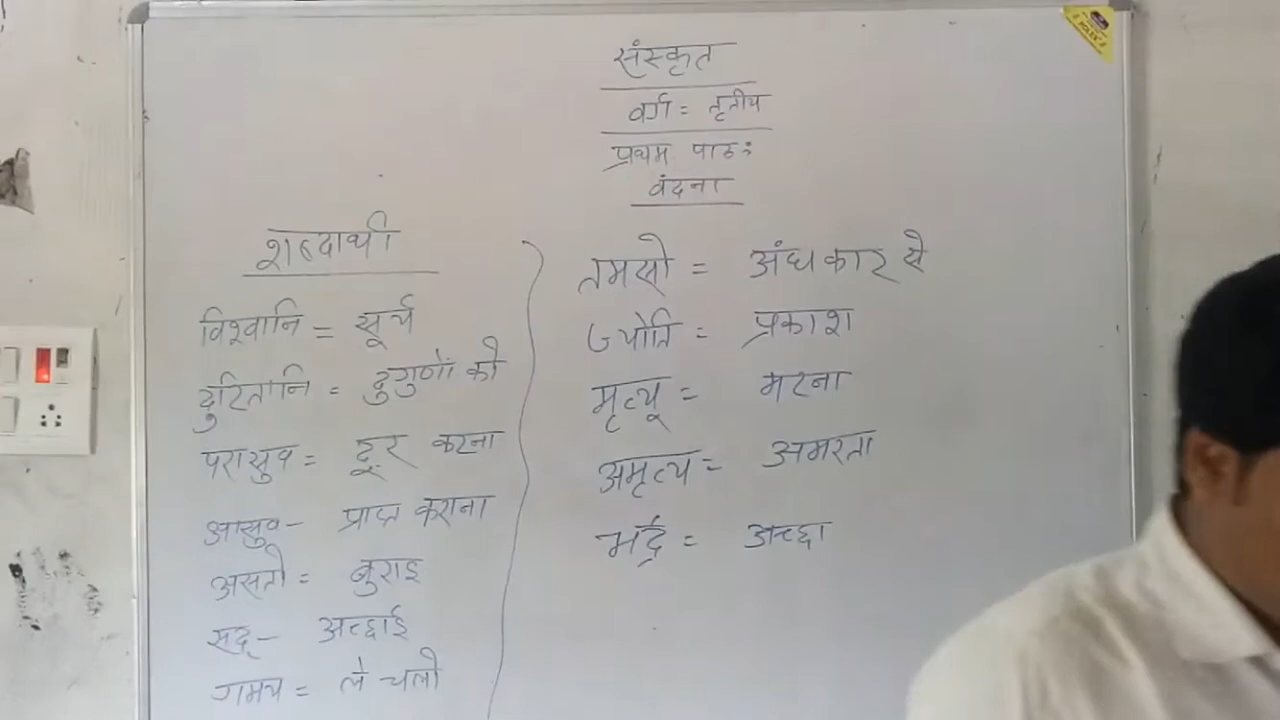 संस्कृत
वर्ग = तृतीय
प्रथम पाठः
वंदना
शब्दार्थ
विश्वानि = सूर्य
दुरितानि = दुगुणों को
परासुव = दूर करना
आसुव - प्राप्त कराना
असतो = बुराइ
सद् - अच्छाई
गमय = ले चलो
तमसो = अंधकार से
ज्योति = प्रकाश
मृत्यू = मरना
अमृत्य = अमरता
भद्रं = अच्छा